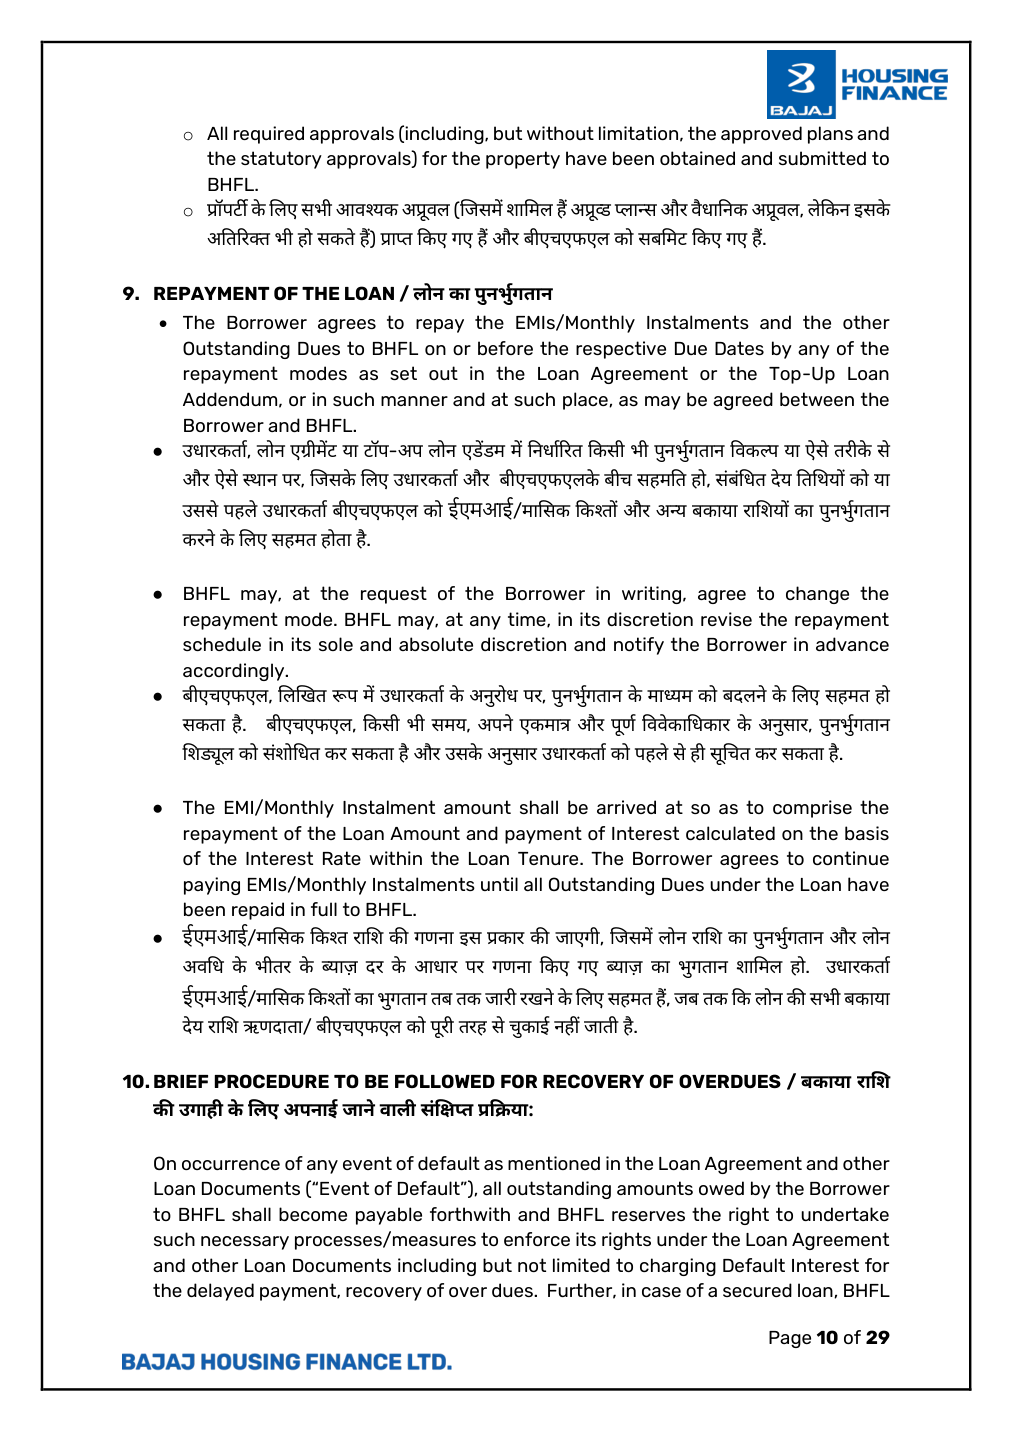 BAJAJ
HOUSING
FINANCE
o All required approvals (including, but without limitation, the approved plans and
the statutory approvals) for the property have been obtained and submitted to
BHFL.
o प्रॉपर्टी के लिए सभी आवश्यक अप्रूवल (जिसमें शामिल हैं अप्रूव्ड प्लान्स और वैधानिक अप्रूवल, लेकिन इसके
अतिरिक्त भी हो सकते हैं) प्राप्त किए गए हैं और बीएचएफएल को सबमिट किए गए हैं.
9. REPAYMENT OF THE LOAN / लोन का पुनर्भुगतान
• The Borrower agrees to repay the EMIs/Monthly Instalments and the other
Outstanding Dues to BHFL on or before the respective Due Dates by any of the
repayment modes as set out in the Loan Agreement or the Top-Up Loan
Addendum, or in such manner and at such place, as may be agreed between the
Borrower and BHFL.
● उधारकर्ता, लोन एग्रीमेंट या टॉप-अप लोन एडेंडम में निर्धारित किसी भी पुनर्भुगतान विकल्प या ऐसे तरीके से
और ऐसे स्थान पर, जिसके लिए उधारकर्ता और बीएचएफएलके बीच सहमति हो, संबंधित देय तिथियों को या
उससे पहले उधारकर्ता बीएचएफएल को ईएमआई/मासिक किश्तों और अन्य बकाया राशियों का पुनर्भुगतान
करने के लिए सहमत होता है.
● BHFL may, at the request of the Borrower in writing, agree to change the
repayment mode. BHFL may, at any time, in its discretion revise the repayment
schedule in its sole and absolute discretion and notify the Borrower in advance
accordingly.
● बीएचएफएल, लिखित रूप में उधारकर्ता के अनुरोध पर, पुनर्भुगतान के माध्यम को बदलने के लिए सहमत हो
सकता है. बीएचएफएल, किसी भी समय, अपने एकमात्र और पूर्ण विवेकाधिकार के अनुसार, पुनर्भुगतान
शिड्यूल को संशोधित कर सकता है और उसके अनुसार उधारकर्ता को पहले से ही सूचित कर सकता है.
● The EMI/Monthly Instalment amount shall be arrived at so as to comprise the
repayment of the Loan Amount and payment of Interest calculated on the basis
of the Interest Rate within the Loan Tenure. The Borrower agrees to continue
paying EMIs/Monthly Instalments until all Outstanding Dues under the Loan have
been repaid in full to BHFL.
● ईएमआई/मासिक किश्त राशि की गणना इस प्रकार की जाएगी, जिसमें लोन राशि का पुनर्भुगतान और लोन
अवधि के भीतर के ब्याज़ दर के आधार पर गणना किए गए ब्याज़ का भुगतान शामिल हो. उधारकर्ता
ईएमआई/मासिक किश्तों का भुगतान तब तक जारी रखने के लिए सहमत हैं, जब तक कि लोन की सभी बकाया
देय राशि ऋणदाता/ बीएचएफएल को पूरी तरह से चुकाई नहीं जाती है.
10. BRIEF PROCEDURE TO BE FOLLOWED FOR RECOVERY OF OVERDUES / बकाया राशि
की उगाही के लिए अपनाई जाने वाली संक्षिप्त प्रक्रिया:
On occurrence of any event of default as mentioned in the Loan Agreement and other
Loan Documents (“Event of Default”), all outstanding amounts owed by the Borrower
to BHFL shall become payable forthwith and BHFL reserves the right to undertake
such necessary processes/measures to enforce its rights under the Loan Agreement
and other Loan Documents including but not limited to charging Default Interest for
the delayed payment, recovery of over dues. Further, in case of a secured loan, BHFL
Page 10 of 29
BAJAJ HOUSING FINANCE LTD.